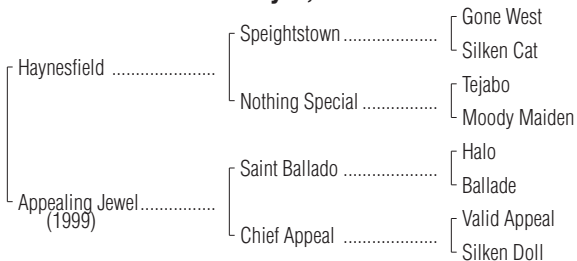 Gone West
Speightstown ....................
Silken Cat
Haynesfield ......................
Tejabo
Nothing Special ................
Moody Maiden
Halo
Saint Ballado ....................
Ballade
Appealing Jewel................
(1999)
Valid Appeal
Chief Appeal ....................
Silken Doll